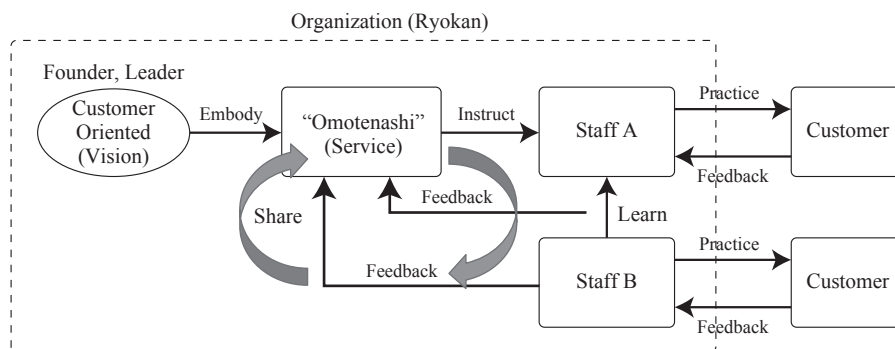 Organization (Ryokan)
Founder, Leader
Customer
Oriented
(Vision)
Embody
“Omotenashi”
(Service)
Instruct
Staff A
Practice
Customer
Feedback
Feedback
Share
Learn
Feedback
Staff B
Practice
Customer
Feedback